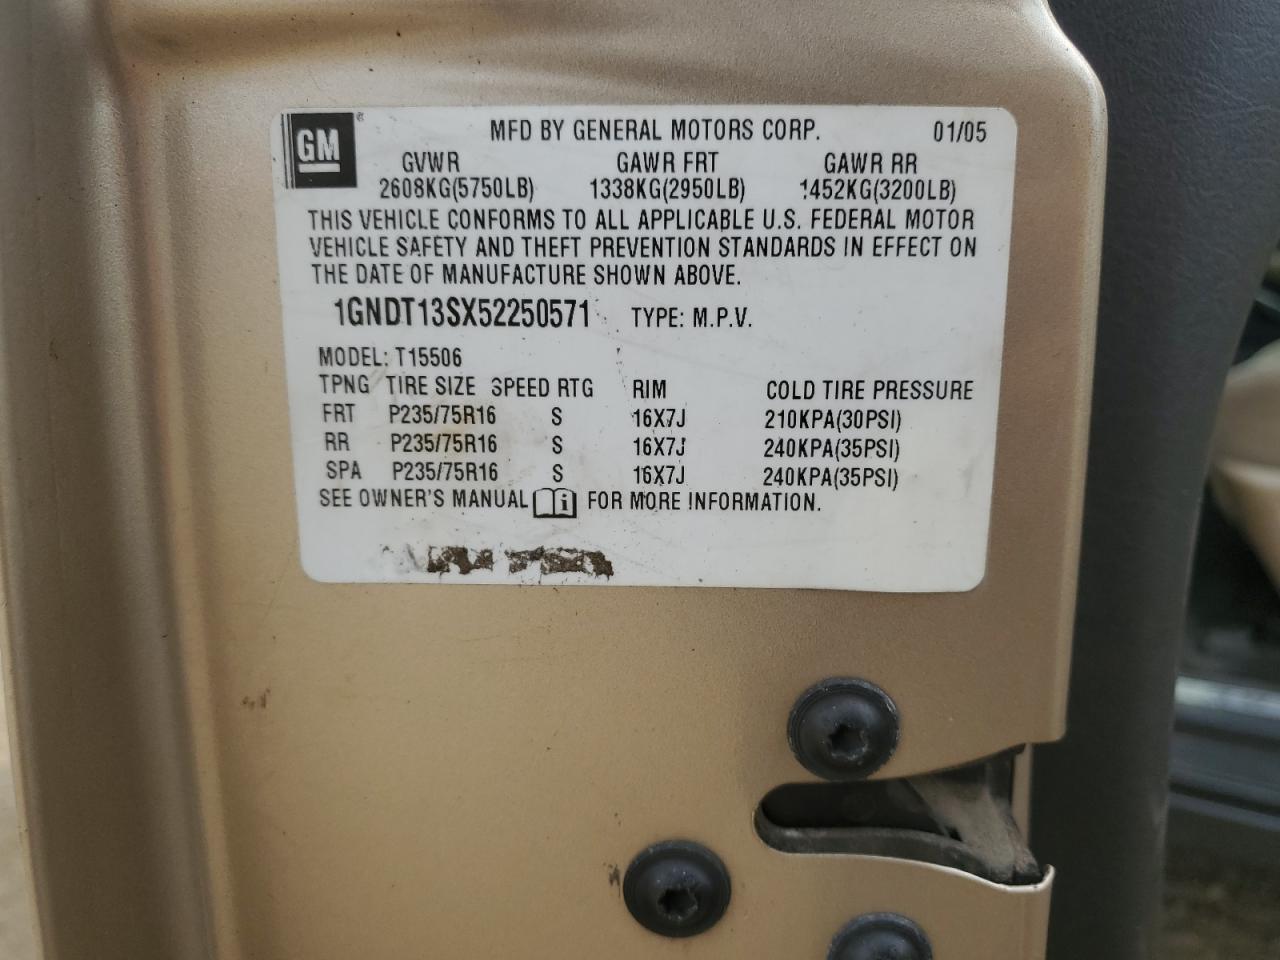 GM ® MFD BY GENERAL MOTORS CORP. 01/05
GVWR GAWR FRT GAWR RR
2608KG(5750LB) 1338KG(2950LB) 1452KG(3200LB)
THIS VEHICLE CONFORMS TO ALL APPLICABLE U.S. FEDERAL MOTOR
VEHICLE SAFETY AND THEFT PREVENTION STANDARDS IN EFFECT ON
THE DATE OF MANUFACTURE SHOWN ABOVE.
1GNDT13SX52250571 TYPE: M.P.V.
MODEL: T15506
TPNG TIRE SIZE SPEED RTG RIM COLD TIRE PRESSURE
FRT P235/75R16 S 16X7J 210KPA(30PSI)
RR P235/75R16 S 16X7J 240KPA(35PSI)
SPA P235/75R16 S 16X7J 240KPA(35PSI)
SEE OWNER'S MANUAL i FOR MORE INFORMATION.